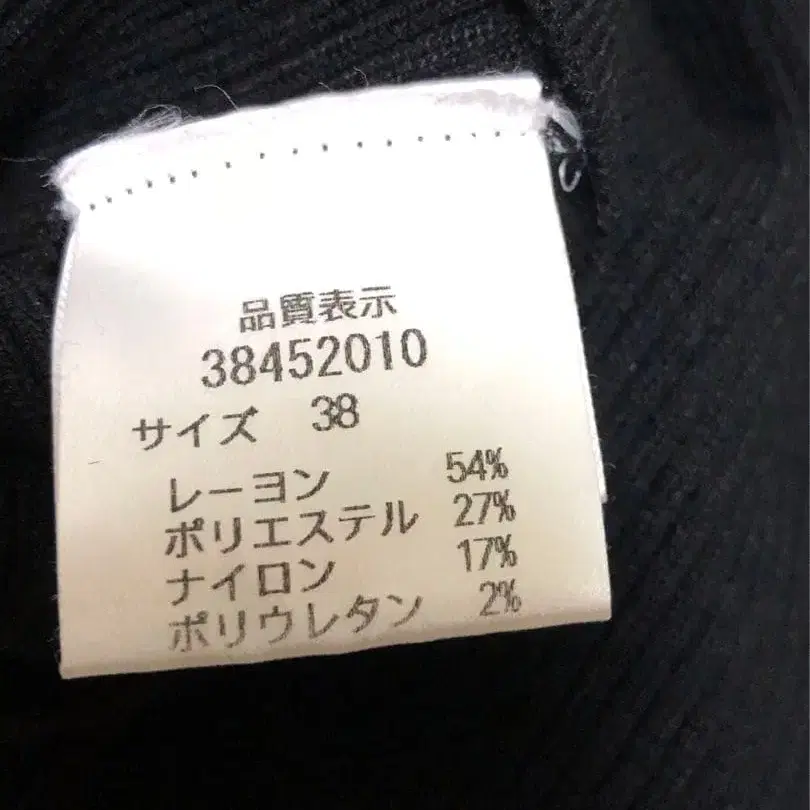 品質表示
38452010
サイズ 38
レーヨン 54%
ポリエステル 27%
ナイロン 17%
ポリウレタン 2%